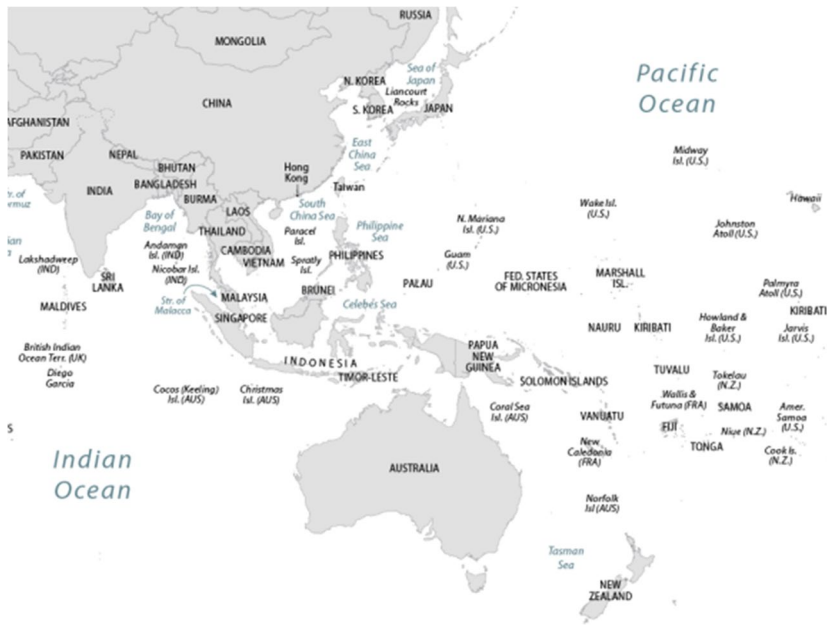 RUSSIA
MONGOLIA
Sea of
Japan
N. KOREA
Liancourt
Rocks
S. KOREA
JAPAN
Pacific
Ocean
CHINA
AFGHANISTAN
East
China
Sea
PAKISTAN
NEPAL
BHUTAN
Midway
Isl. (U.S.)
Hong
Kong
Taiwan
INDIA
BANGLADESH
BURMA
LAOS
South
China Sea
Wake Isl.
(U.S.)
Hawaii
Bay of
Bengal
THAILAND
Paracel
Isl.
Philippine
Sea
N. Mariana
Isl. (U.S.)
Johnston
Atoll (U.S.)
Andaman
Isl. (IND)
CAMBODIA
VIETNAM
Spratly
Isl.
PHILIPPINES
Guam
(U.S.)
Lakshadweep
(IND)
Nicobar Isl.
(IND)
SRI
LANKA
PALAU
FED. STATES
OF MICRONESIA
MARSHALL
ISL.
Palmyra
Atoll (U.S.)
MALDIVES
Str. of
Malacca
MALAYSIA
BRUNEI
Celebes Sea
SINGAPORE
NAURU
KIRIBATI
Howland &
Baker
Isl. (U.S.)
KIRIBATI
Jarvis
Isl. (U.S.)
British Indian
Ocean Terr. (UK)
Diego
Garcia
INDONESIA
TIMOR-LESTE
PAPUA
NEW
GUINEA
SOLOMON ISLANDS
TUVALU
Tokelau
(N.Z.)
Cocos (Keeling)
Isl. (AUS)
Christmas
Isl. (AUS)
Coral Sea
Isl. (AUS)
VANUATU
Wallis &
Futuna (FRA)
SAMOA
Amer.
Samoa
(U.S.)
FIJI
Niue (N.Z.)
TONGA
Cook Is.
(N.Z.)
New
Caledonia
(FRA)
Indian
Ocean
AUSTRALIA
Norfolk
Isl (AUS)
Tasman
Sea
NEW
ZEALAND